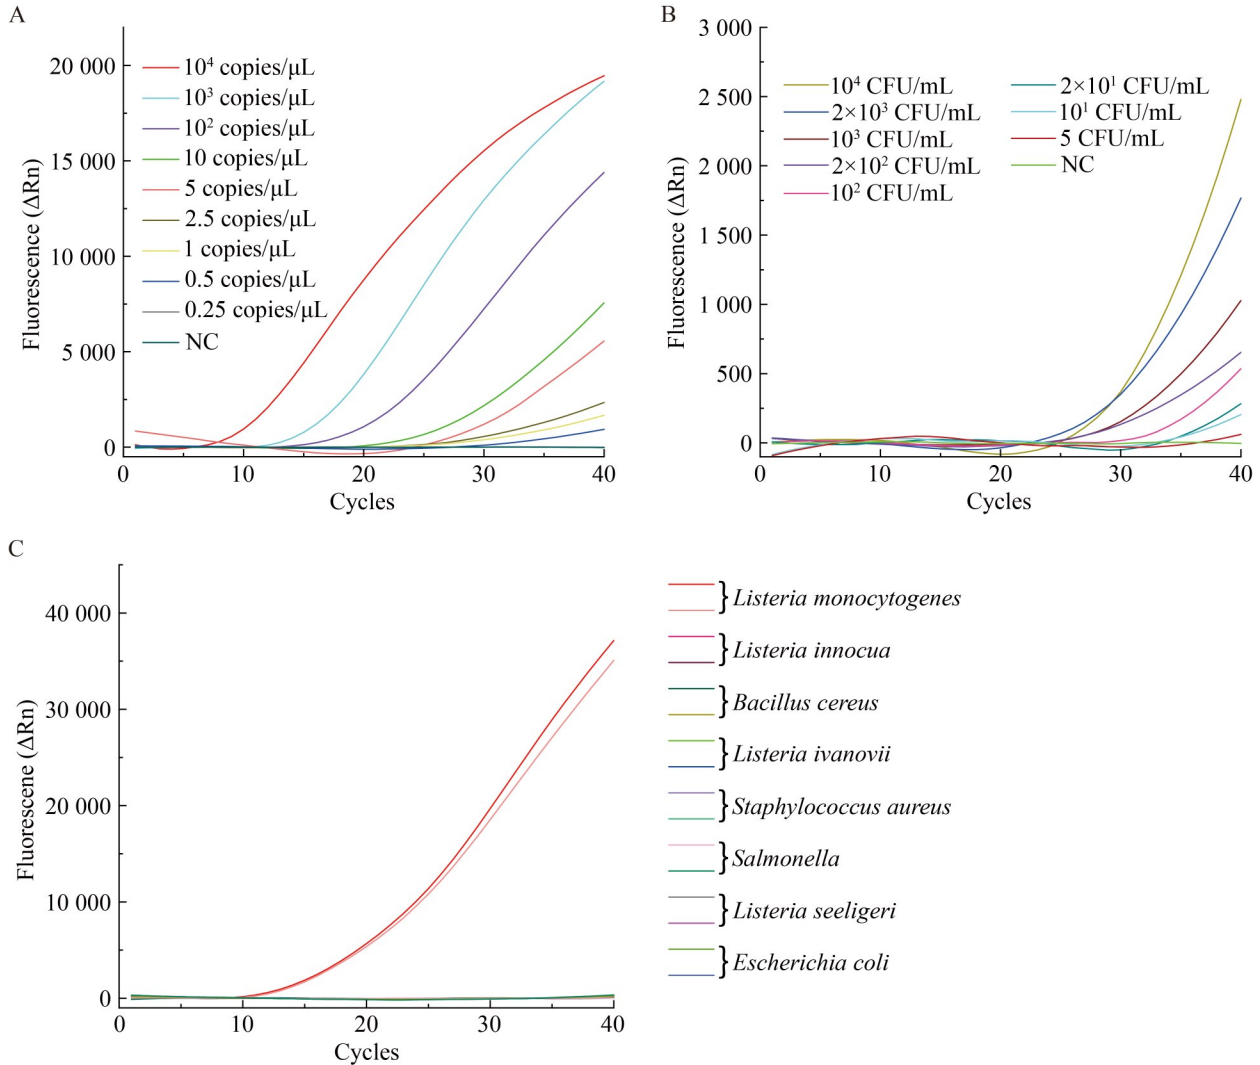 A
20 000
15 000
10 000
5 000
0
Fluorescence (ΔRn)
10⁴ copies/μL
10³ copies/μL
10² copies/μL
10 copies/μL
5 copies/μL
2.5 copies/μL
1 copies/μL
0.5 copies/μL
0.25 copies/μL
NC
0 10 20 30 40
Cycles
B
3 000
2 500
2 000
1 500
1 000
500
0
Fluorescence (ΔRn)
10⁴ CFU/mL
2×10³ CFU/mL
10³ CFU/mL
2×10² CFU/mL
10² CFU/mL
2×10¹ CFU/mL
10¹ CFU/mL
5 CFU/mL
NC
0 10 20 30 40
Cycles
C
40 000
30 000
20 000
10 000
0
Fluorescene (ΔRn)
0 10 20 30 40
Cycles
} Listeria monocytogenes
} Listeria innocua
} Bacillus cereus
} Listeria ivanovii
} Staphylococcus aureus
} Salmonella
} Listeria seeligeri
} Escherichia coli